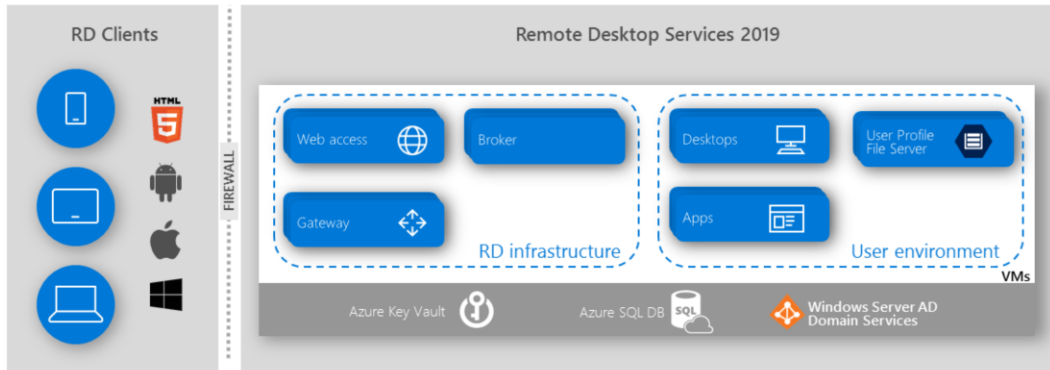 RD Clients
HTML
5
FIREWALL
Remote Desktop Services 2019
Web access
Broker
Gateway
RD infrastructure
Desktops
User Profile
File Server
Apps
User environment
VMs
Azure Key Vault
Azure SQL DB
SQL
Windows Server AD
Domain Services